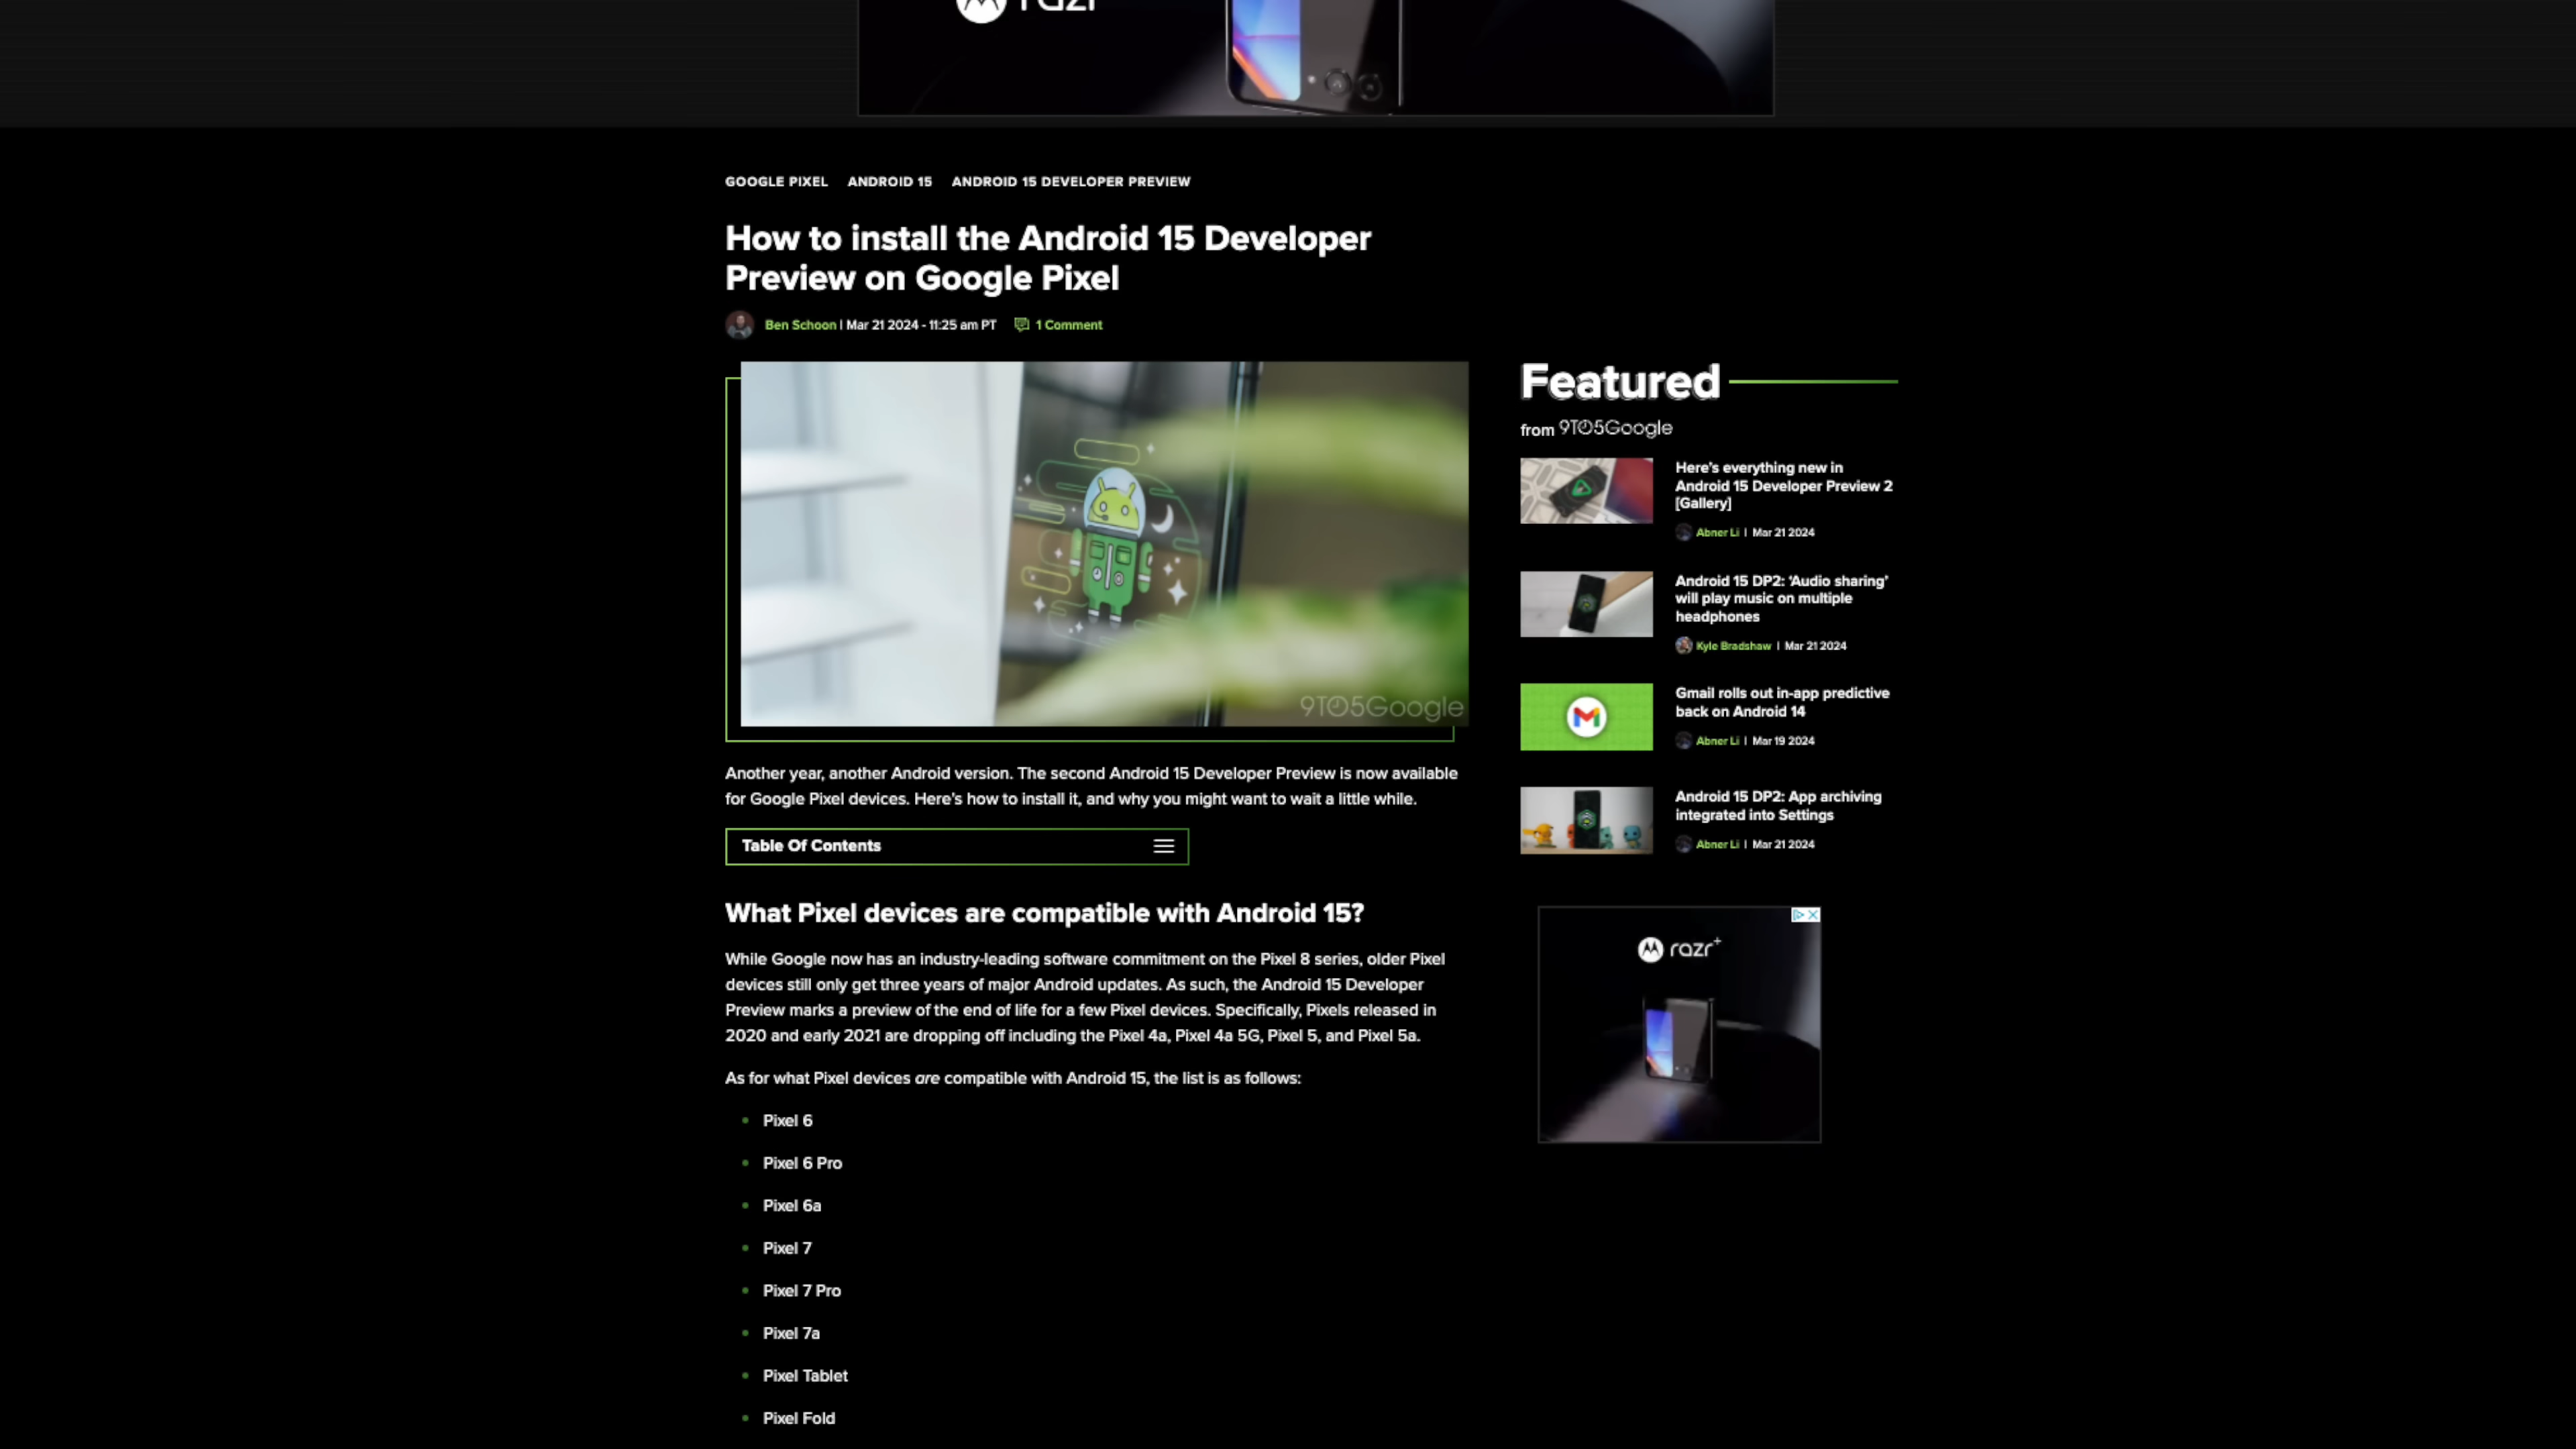 razr
GOOGLE PIXEL ANDROID 15 ANDROID 15 DEVELOPER PREVIEW
How to install the Android 15 Developer
Preview on Google Pixel
Ben Schoon | Mar 21 2024 - 11:25 am PT 1 Comment
9TO5Google
Another year, another Android version. The second Android 15 Developer Preview is now available
for Google Pixel devices. Here's how to install it, and why you might want to wait a little while.
Table Of Contents
What Pixel devices are compatible with Android 15?
While Google now has an industry-leading software commitment on the Pixel 8 series, older Pixel
devices still only get three years of major Android updates. As such, the Android 15 Developer
Preview marks a preview of the end of life for a few Pixel devices. Specifically, Pixels released in
2020 and early 2021 are dropping off including the Pixel 4a, Pixel 4a 5G, Pixel 5, and Pixel 5a.
As for what Pixel devices are compatible with Android 15, the list is as follows:
• Pixel 6
• Pixel 6 Pro
• Pixel 6a
• Pixel 7
• Pixel 7 Pro
• Pixel 7a
• Pixel Tablet
• Pixel Fold
Featured
from 9TO5Google
Here's everything new in
Android 15 Developer Preview 2
[Gallery]
Abner Li | Mar 21 2024
Android 15 DP2: 'Audio sharing'
will play music on multiple
headphones
Kyle Bradshaw | Mar 21 2024
Gmail rolls out in-app predictive
back on Android 14
Abner Li | Mar 19 2024
Android 15 DP2: App archiving
integrated into Settings
Abner Li | Mar 21 2024
razr+